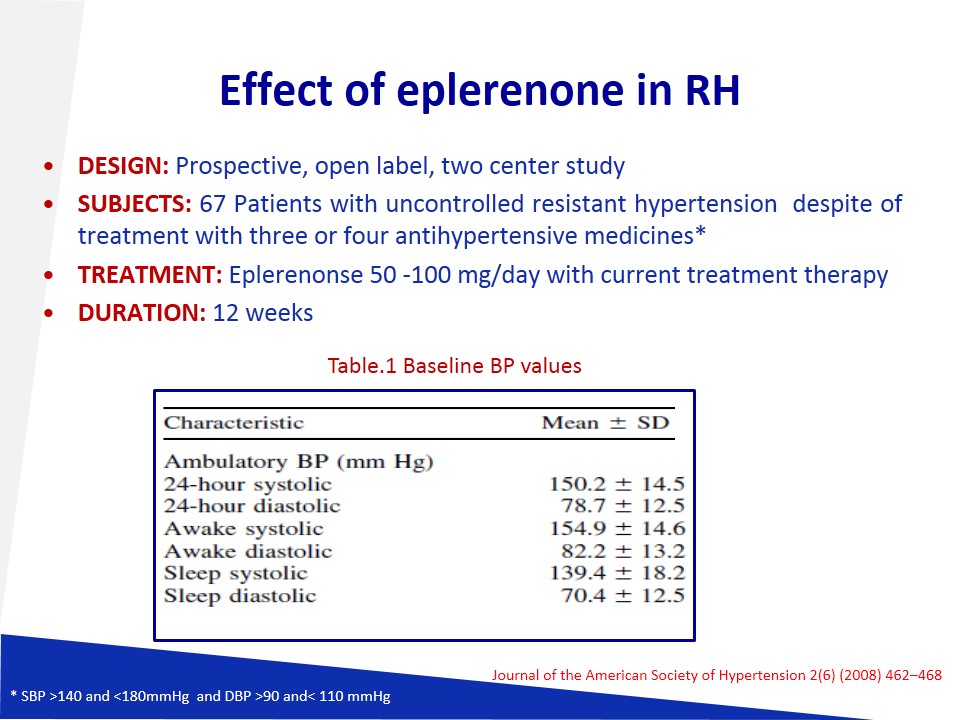 Effect of eplerenone in RH
• DESIGN: Prospective, open label, two center study
• SUBJECTS: 67 Patients with uncontrolled resistant hypertension despite of
treatment with three or four antihypertensive medicines*
• TREATMENT: Eplerenonse 50 -100 mg/day with current treatment therapy
• DURATION: 12 weeks
Table.1 Baseline BP values
Characteristic Mean ± SD
Ambulatory BP (mm Hg)
24-hour systolic 150.2 ± 14.5
24-hour diastolic 78.7 ± 12.5
Awake systolic 154.9 ± 14.6
Awake diastolic 82.2 ± 13.2
Sleep systolic 139.4 ± 18.2
Sleep diastolic 70.4 ± 12.5
Journal of the American Society of Hypertension 2(6) (2008) 462–468
* SBP >140 and <180mmHg and DBP >90 and< 110 mmHg